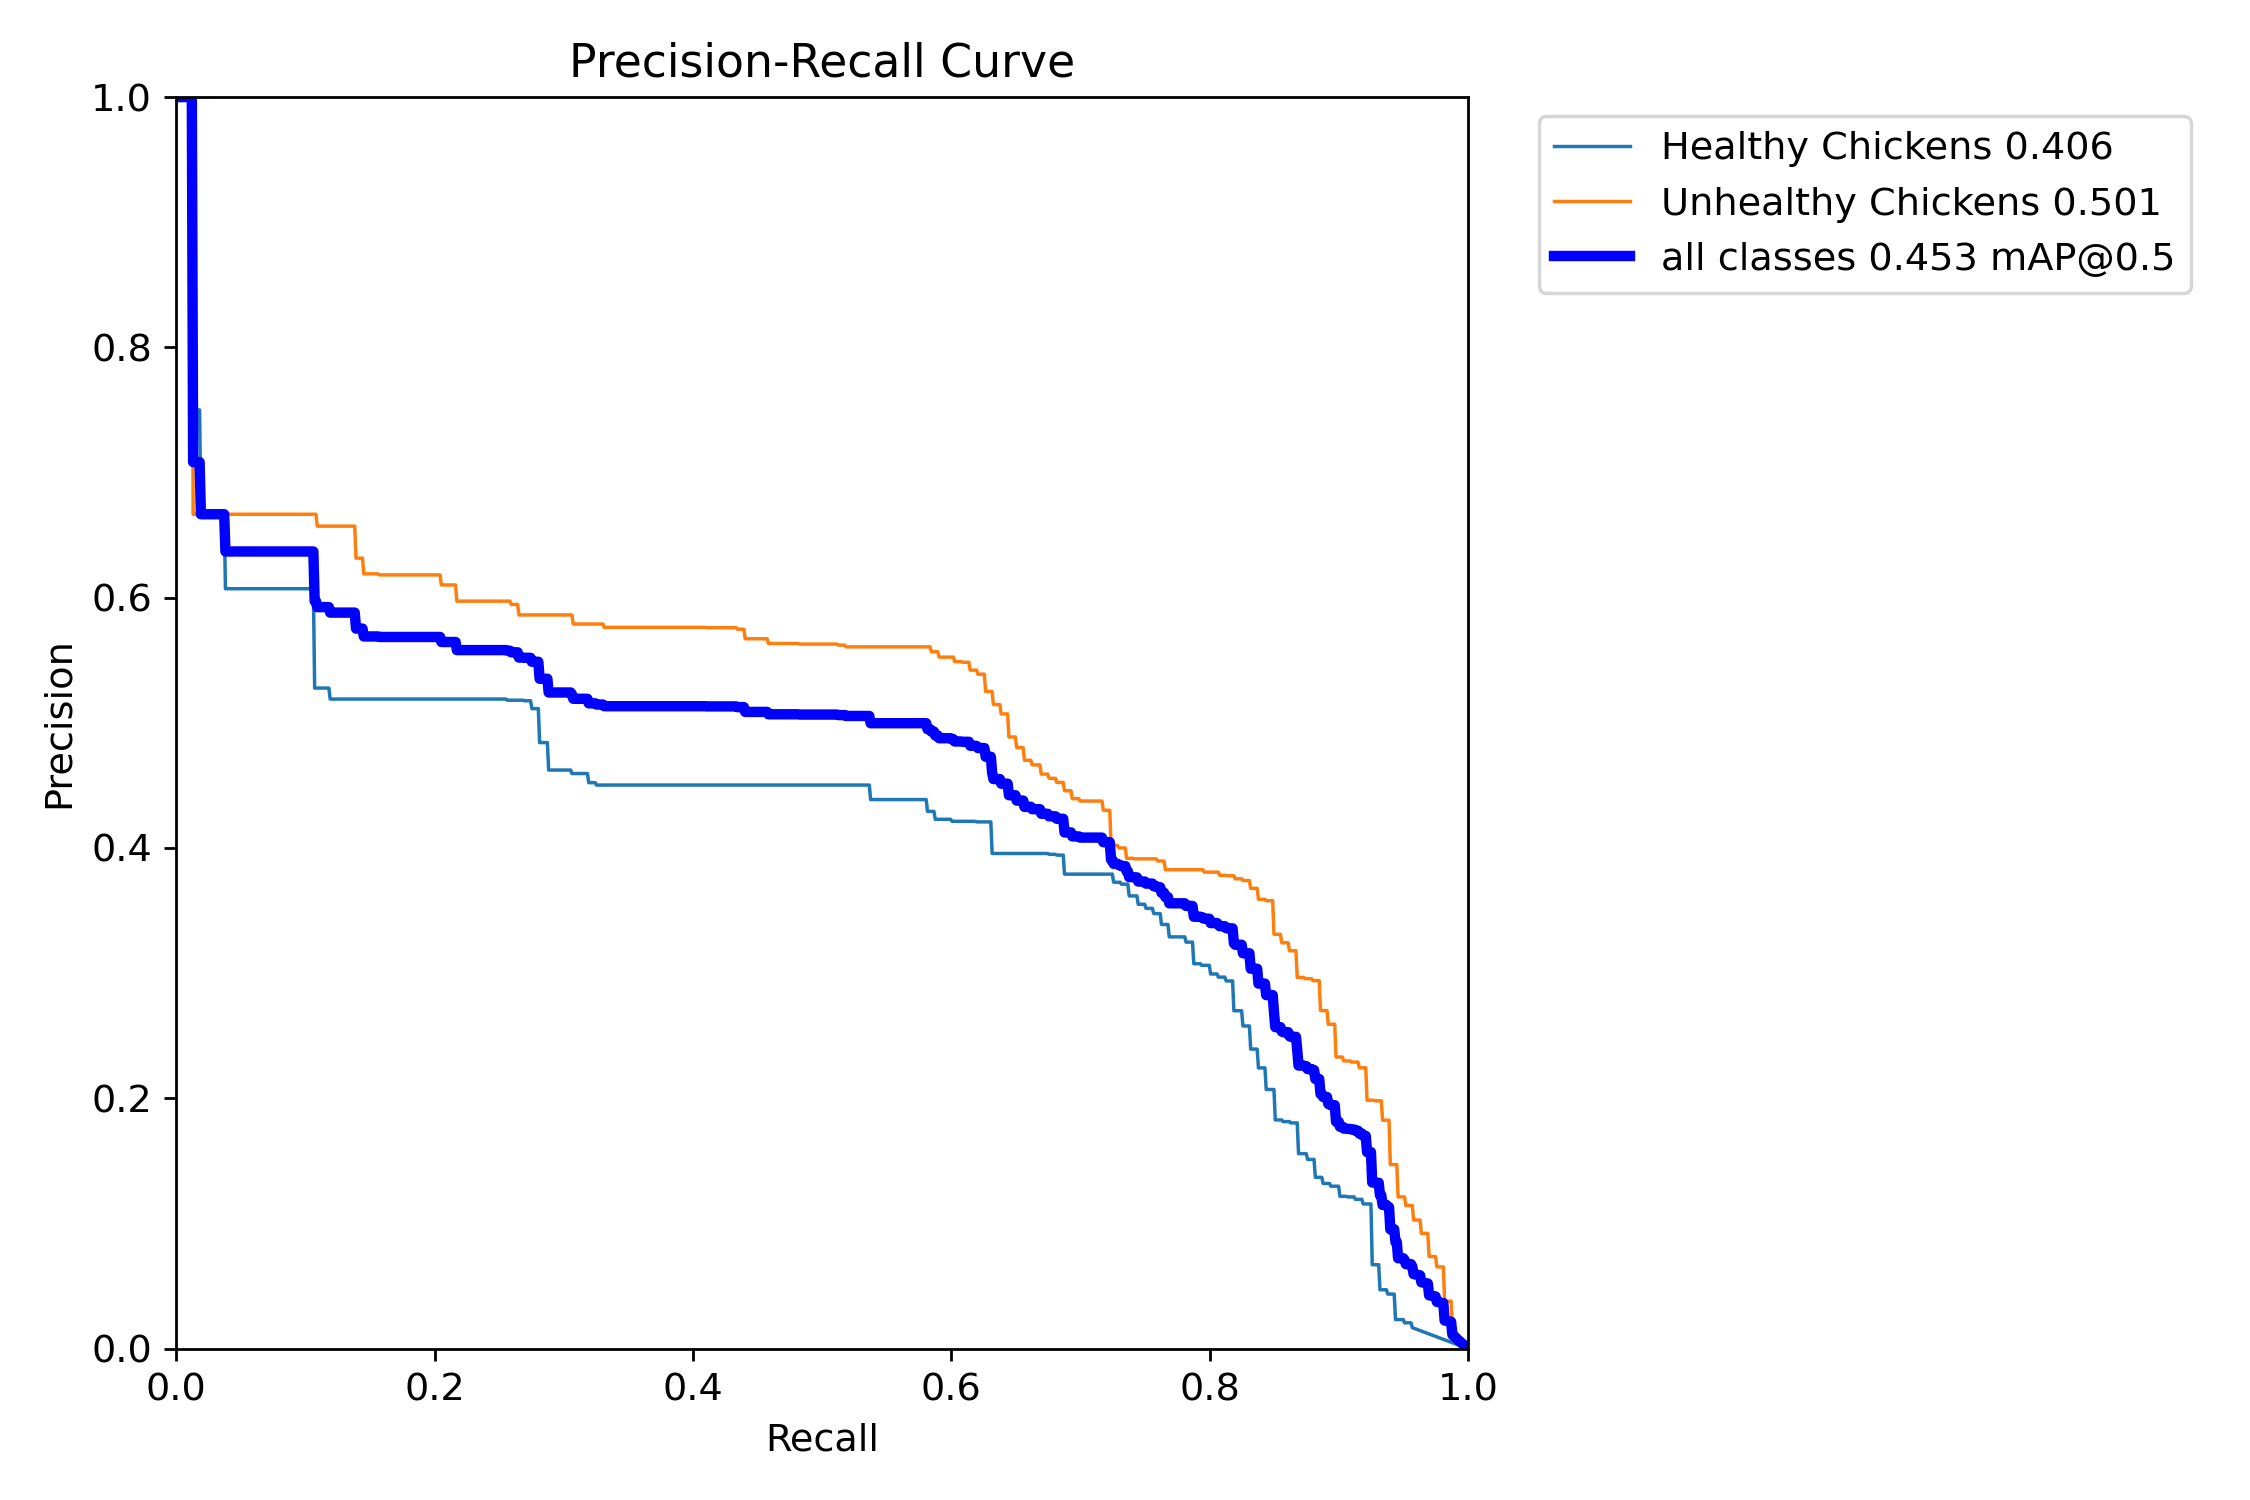 Precision-Recall Curve
Healthy Chickens 0.406
Unhealthy Chickens 0.501
all classes 0.453 mAP@0.5
1.0
0.8
0.6
0.4
0.2
0.0
Precision
0.0 0.2 0.4 0.6 0.8 1.0
Recall